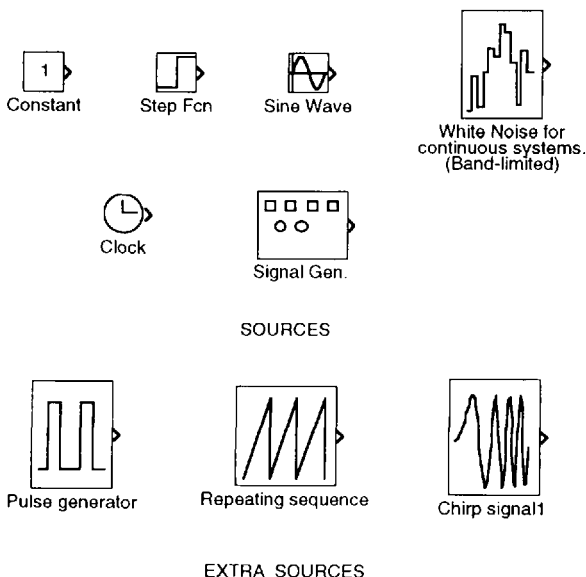 1
Constant
Step Fcn
Sine Wave
White Noise for
continuous systems.
(Band-limited)
Clock
Signal Gen.
SOURCES
Pulse generator
Repeating sequence
Chirp signal1
EXTRA SOURCES